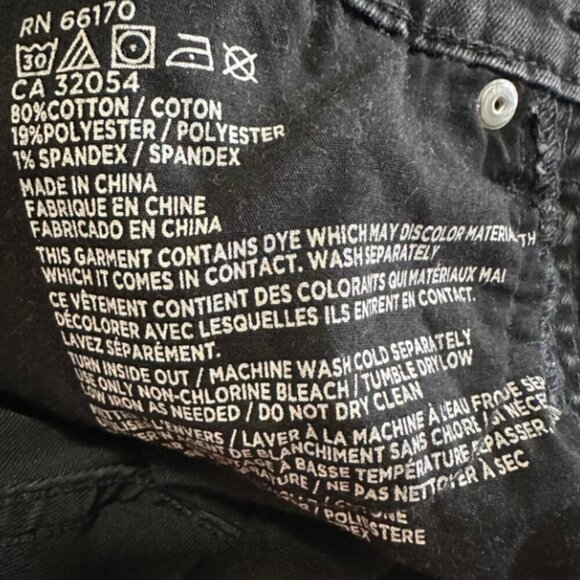 RN 66170
30
CA 32054
80%COTTON / COTON
19%POLYESTER / POLYESTER
1% SPANDEX / SPANDEX
MADE IN CHINA
FABRIQUE EN CHINE
FABRICADO EN CHINA
THIS GARMENT CONTAINS DYE WHICH MAY DISCOLOR MATERIAL
WHICH IT COMES IN CONTACT. WASH SEPARATELY
CE VÊTEMENT CONTIENT DES COLORANTS QUI MATÉRIAUX MAI
DÉCOLORER AVEC LESQUELLES ILS ENTRENT EN CONTACT.
LAVEZ SÉPARÉMENT.
TURN INSIDE OUT / MACHINE WASH COLD SEPARATELY
USE ONLY NON-CHLORINE BLEACH / TUMBLE DRY LOW
LOW IRON AS NEEDED / DO NOT DRY CLEAN
L'ENVERS / LAVER À LA MACHINE À L'EAU FROIDE
DE BLANCHIMENT SANS CHLORE / SI
À BASSE TEMPÉRATURE
/ NE PAS NETTOYER À SEC